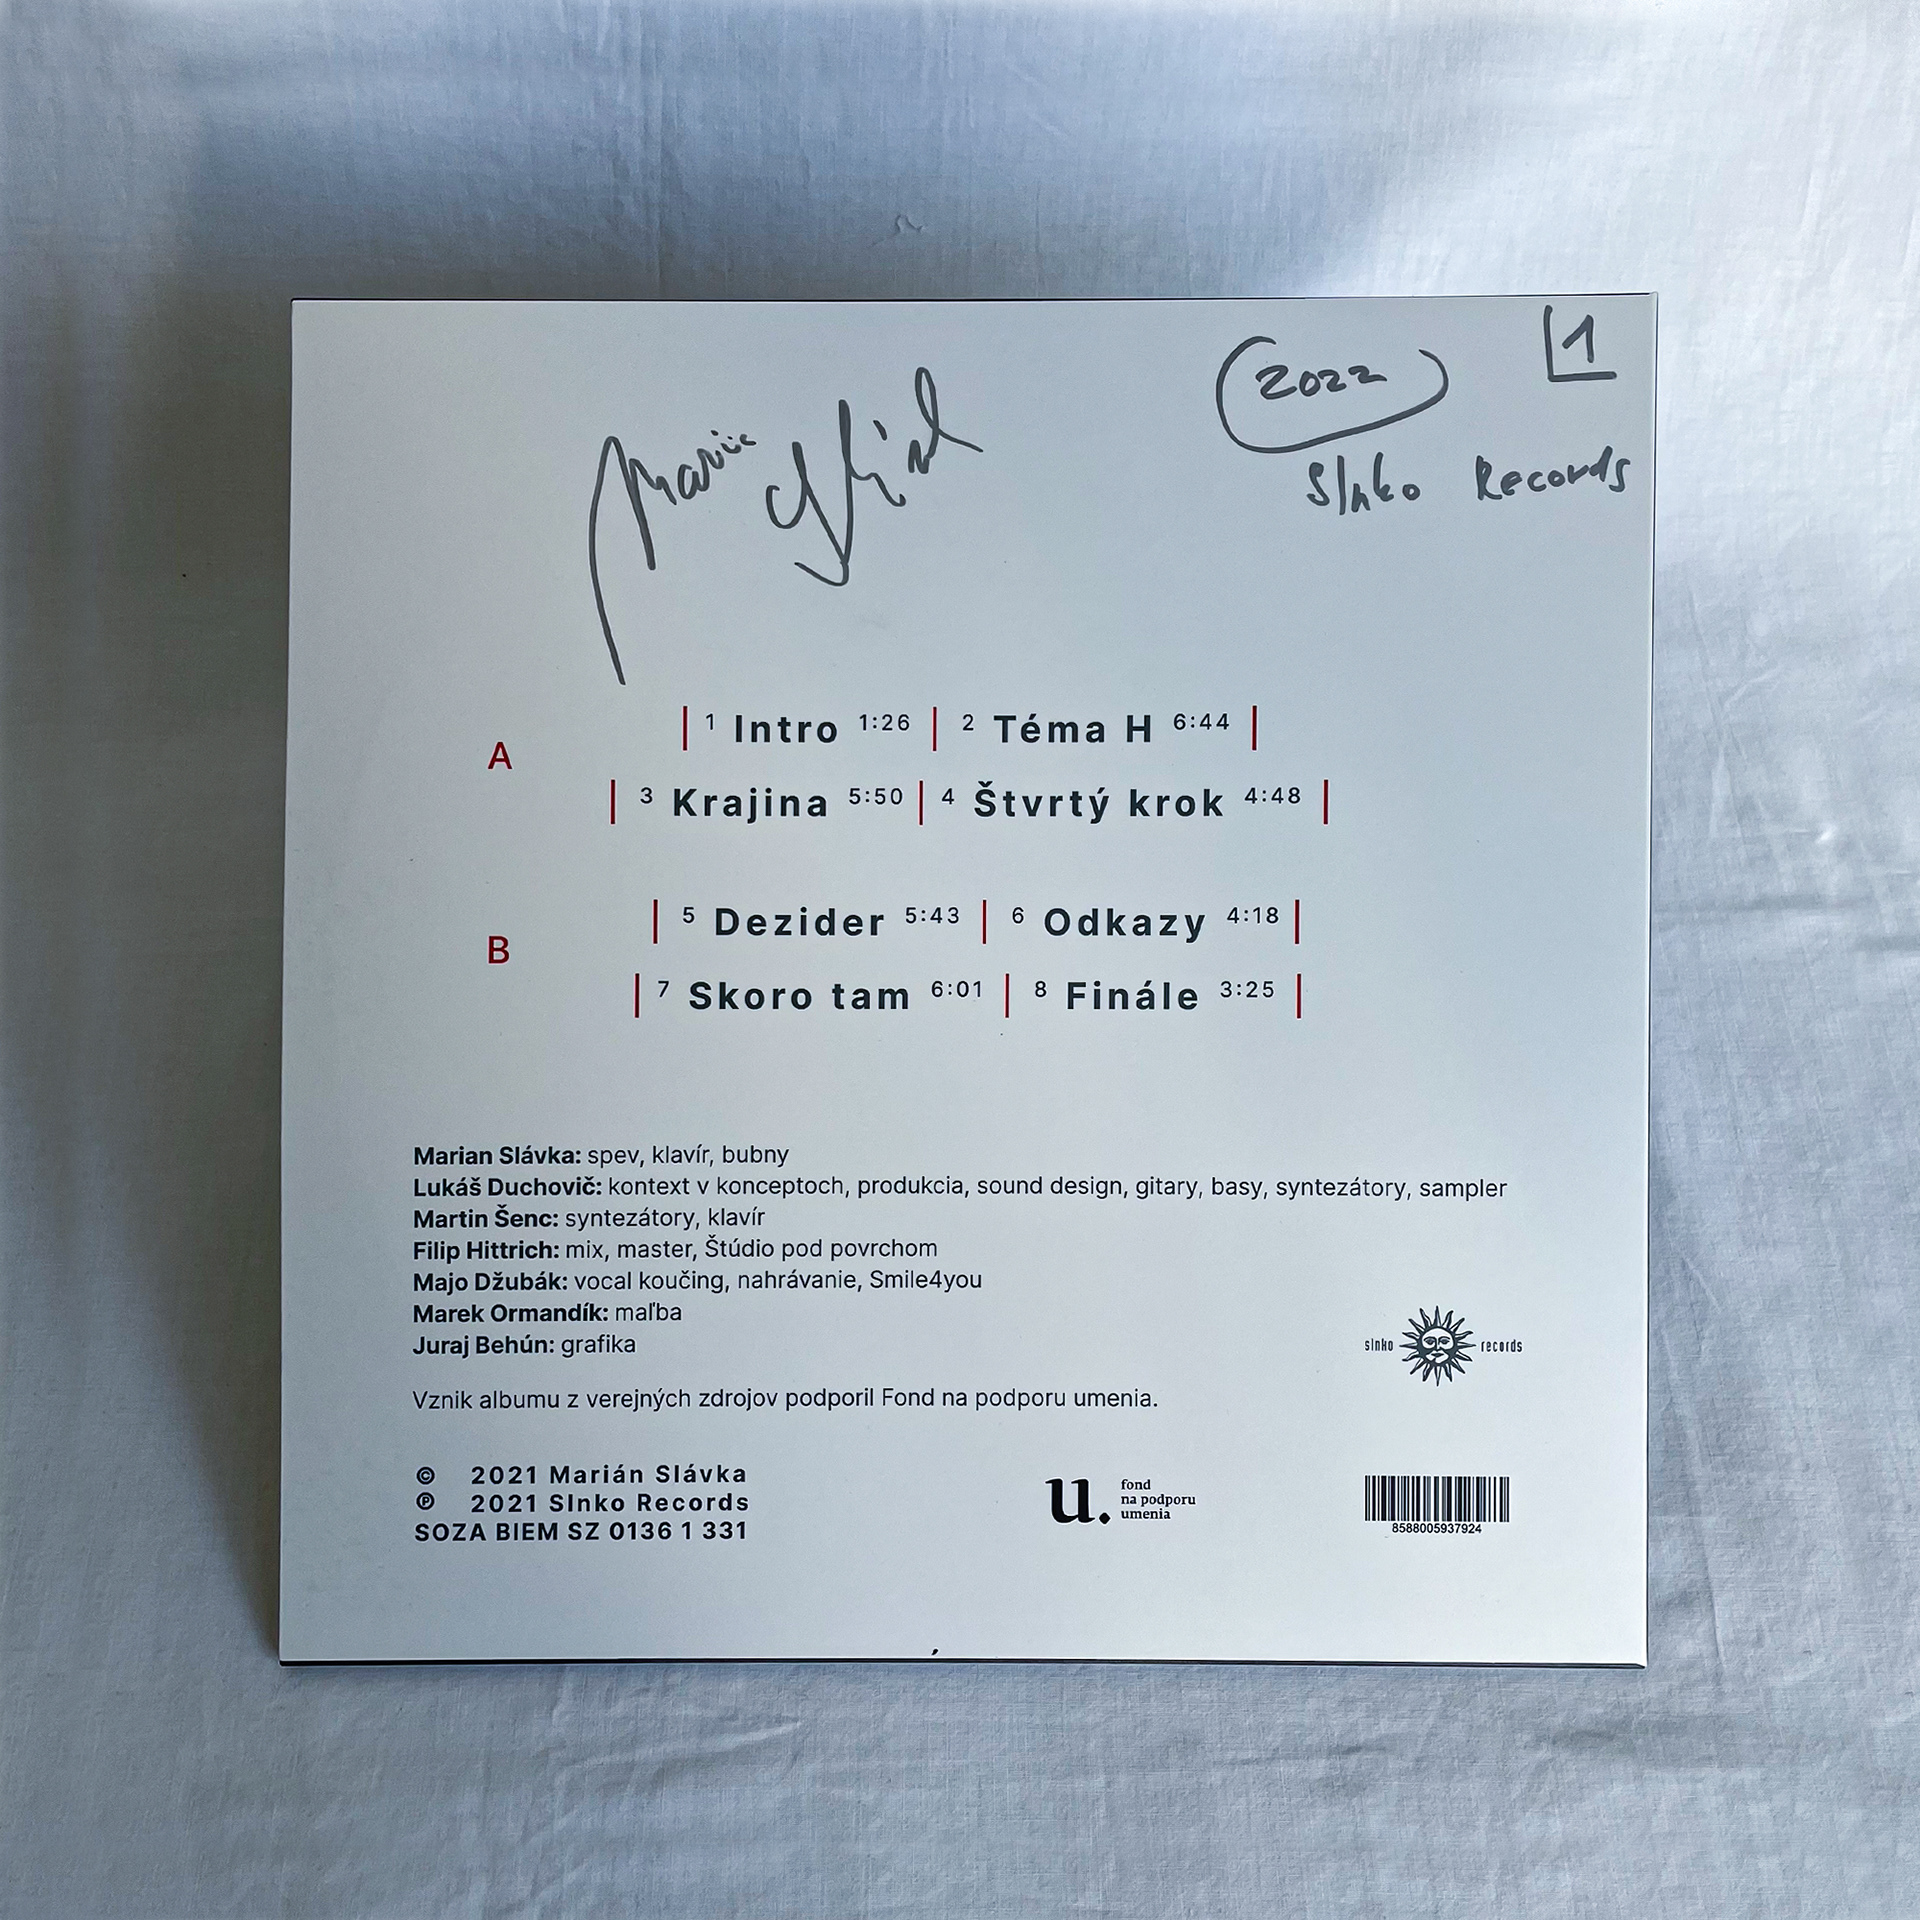 2022
1
Slnko Records
A
1 Intro 1:26 | 2 Téma H 6:44
3 Krajina 5:50 | 4 Štvrtý krok 4:48
B
5 Dezider 5:43 | 6 Odkazy 4:18
7 Skoro tam 6:01 | 8 Finále 3:25
Marian Slávka: spev, klavír, bubny
Lukáš Duchovič: kontext v konceptoch, produkcia, sound design, gitary, basy, syntezátory, sampler
Martin Šenc: syntezátory, klavír
Filip Hittrich: mix, master, Štúdio pod povrchom
Majo Džubák: vocal koučing, nahrávanie, Smile4you
Marek Ormandík: maľba
Juraj Behún: grafika
slnko records
Vznik albumu z verejných zdrojov podporil Fond na podporu umenia.
© 2021 Marián Slávka
℗ 2021 Slnko Records
SOZA BIEM SZ 0136 1 331
u. fond
na podporu
umenia
8588005937924